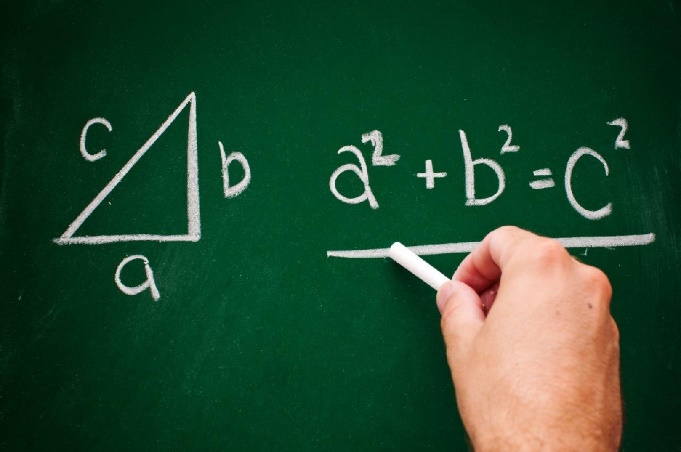 c
b
a
a² + b² = c²